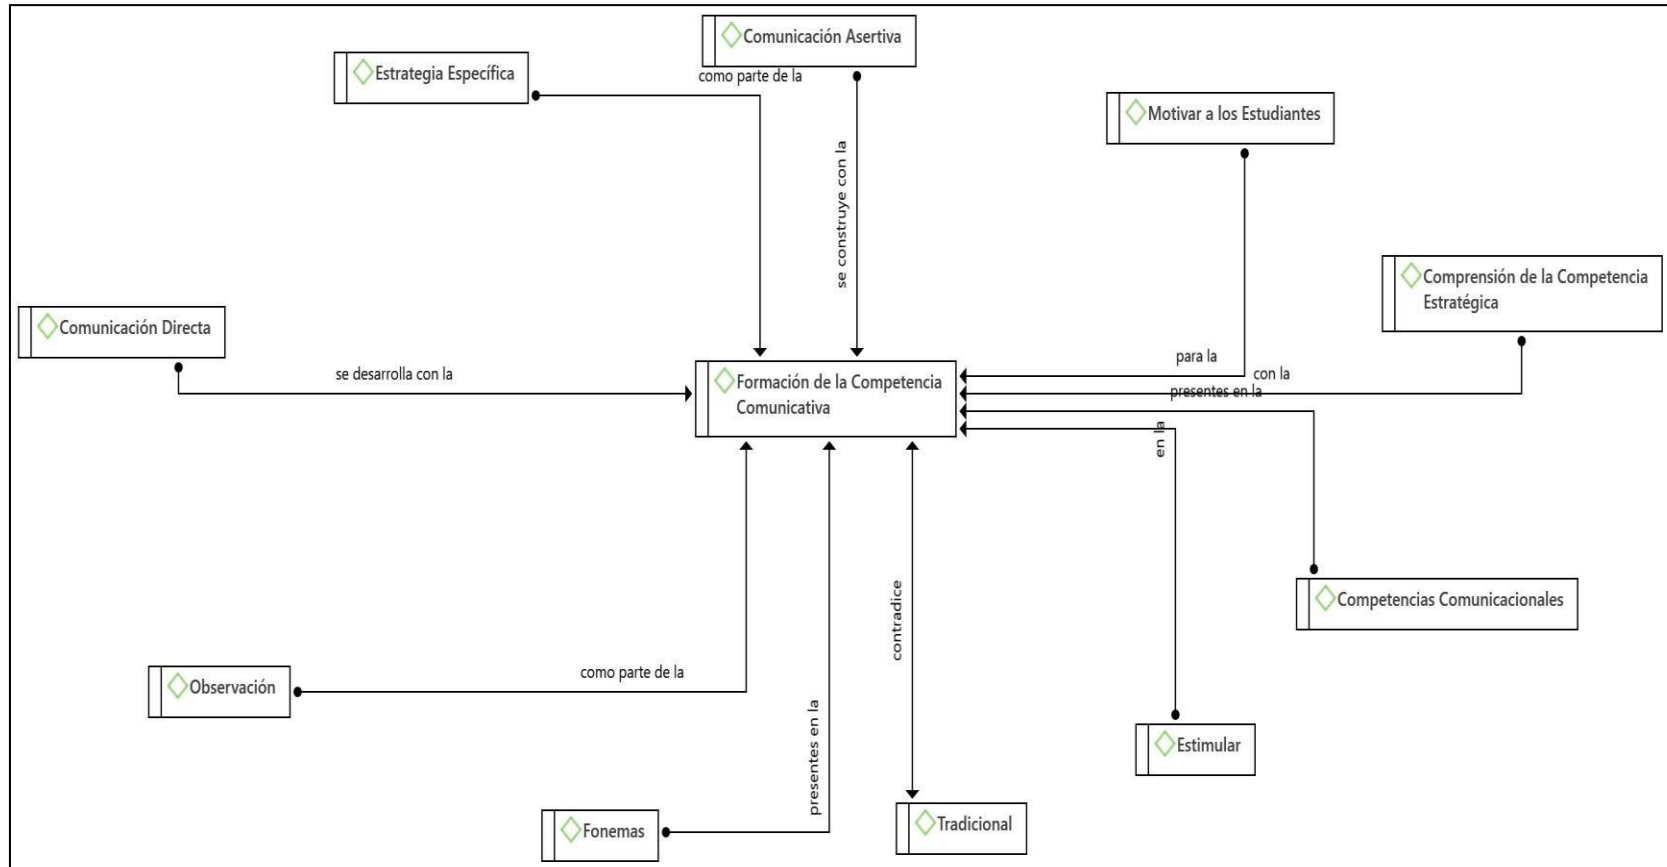 Comunicación Asertiva
Estrategia Específica
como parte de la
Motivar a los Estudiantes
se construye con la
Comprensión de la Competencia
Estratégica
Comunicación Directa
se desarrolla con la
para la
con la
Formación de la Competencia
Comunicativa
presentes en la
en la
contradice
Competencias Comunicacionales
Observación
como parte de la
presentes en la
Estimular
Fonemas
Tradicional